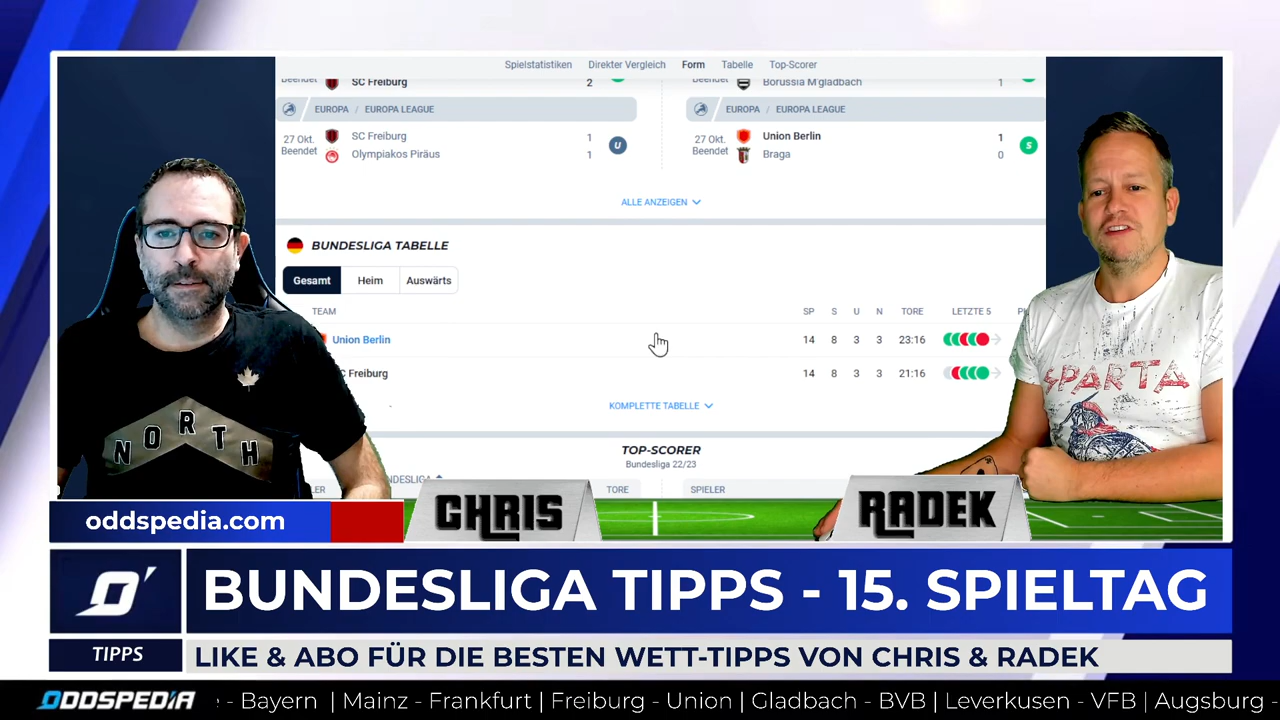 Spielstatistiken Direkter Vergleich Form Tabelle Top-Scorer
Beendet SC Freiburg 2
Beendet Borussia M'gladbach 1
EUROPA / EUROPA LEAGUE
EUROPA / EUROPA LEAGUE
27 Okt. SC Freiburg 1
Beendet Olympiakos Piräus 1
U
27 Okt. Union Berlin 1
Beendet Braga 0
S
ALLE ANZEIGEN
BUNDESLIGA TABELLE
Gesamt Heim Auswärts
TEAM SP S U N TORE LETZTE 5
Union Berlin 14 8 3 3 23:16
Freiburg 14 8 3 3 21:16
KOMPLETTE TABELLE
TOP-SCORER
Bundesliga 22/23
TORE SPIELER
NORTH
SPARTA
CHRIS
RADEK
oddspedia.com
BUNDESLIGA TIPPS - 15. SPIELTAG
TIPPS
LIKE & ABO FÜR DIE BESTEN WETT-TIPPS VON CHRIS & RADEK
ODDSPEDIA
- Bayern | Mainz - Frankfurt | Freiburg - Union | Gladbach - BVB | Leverkusen - VFB | Augsburg -